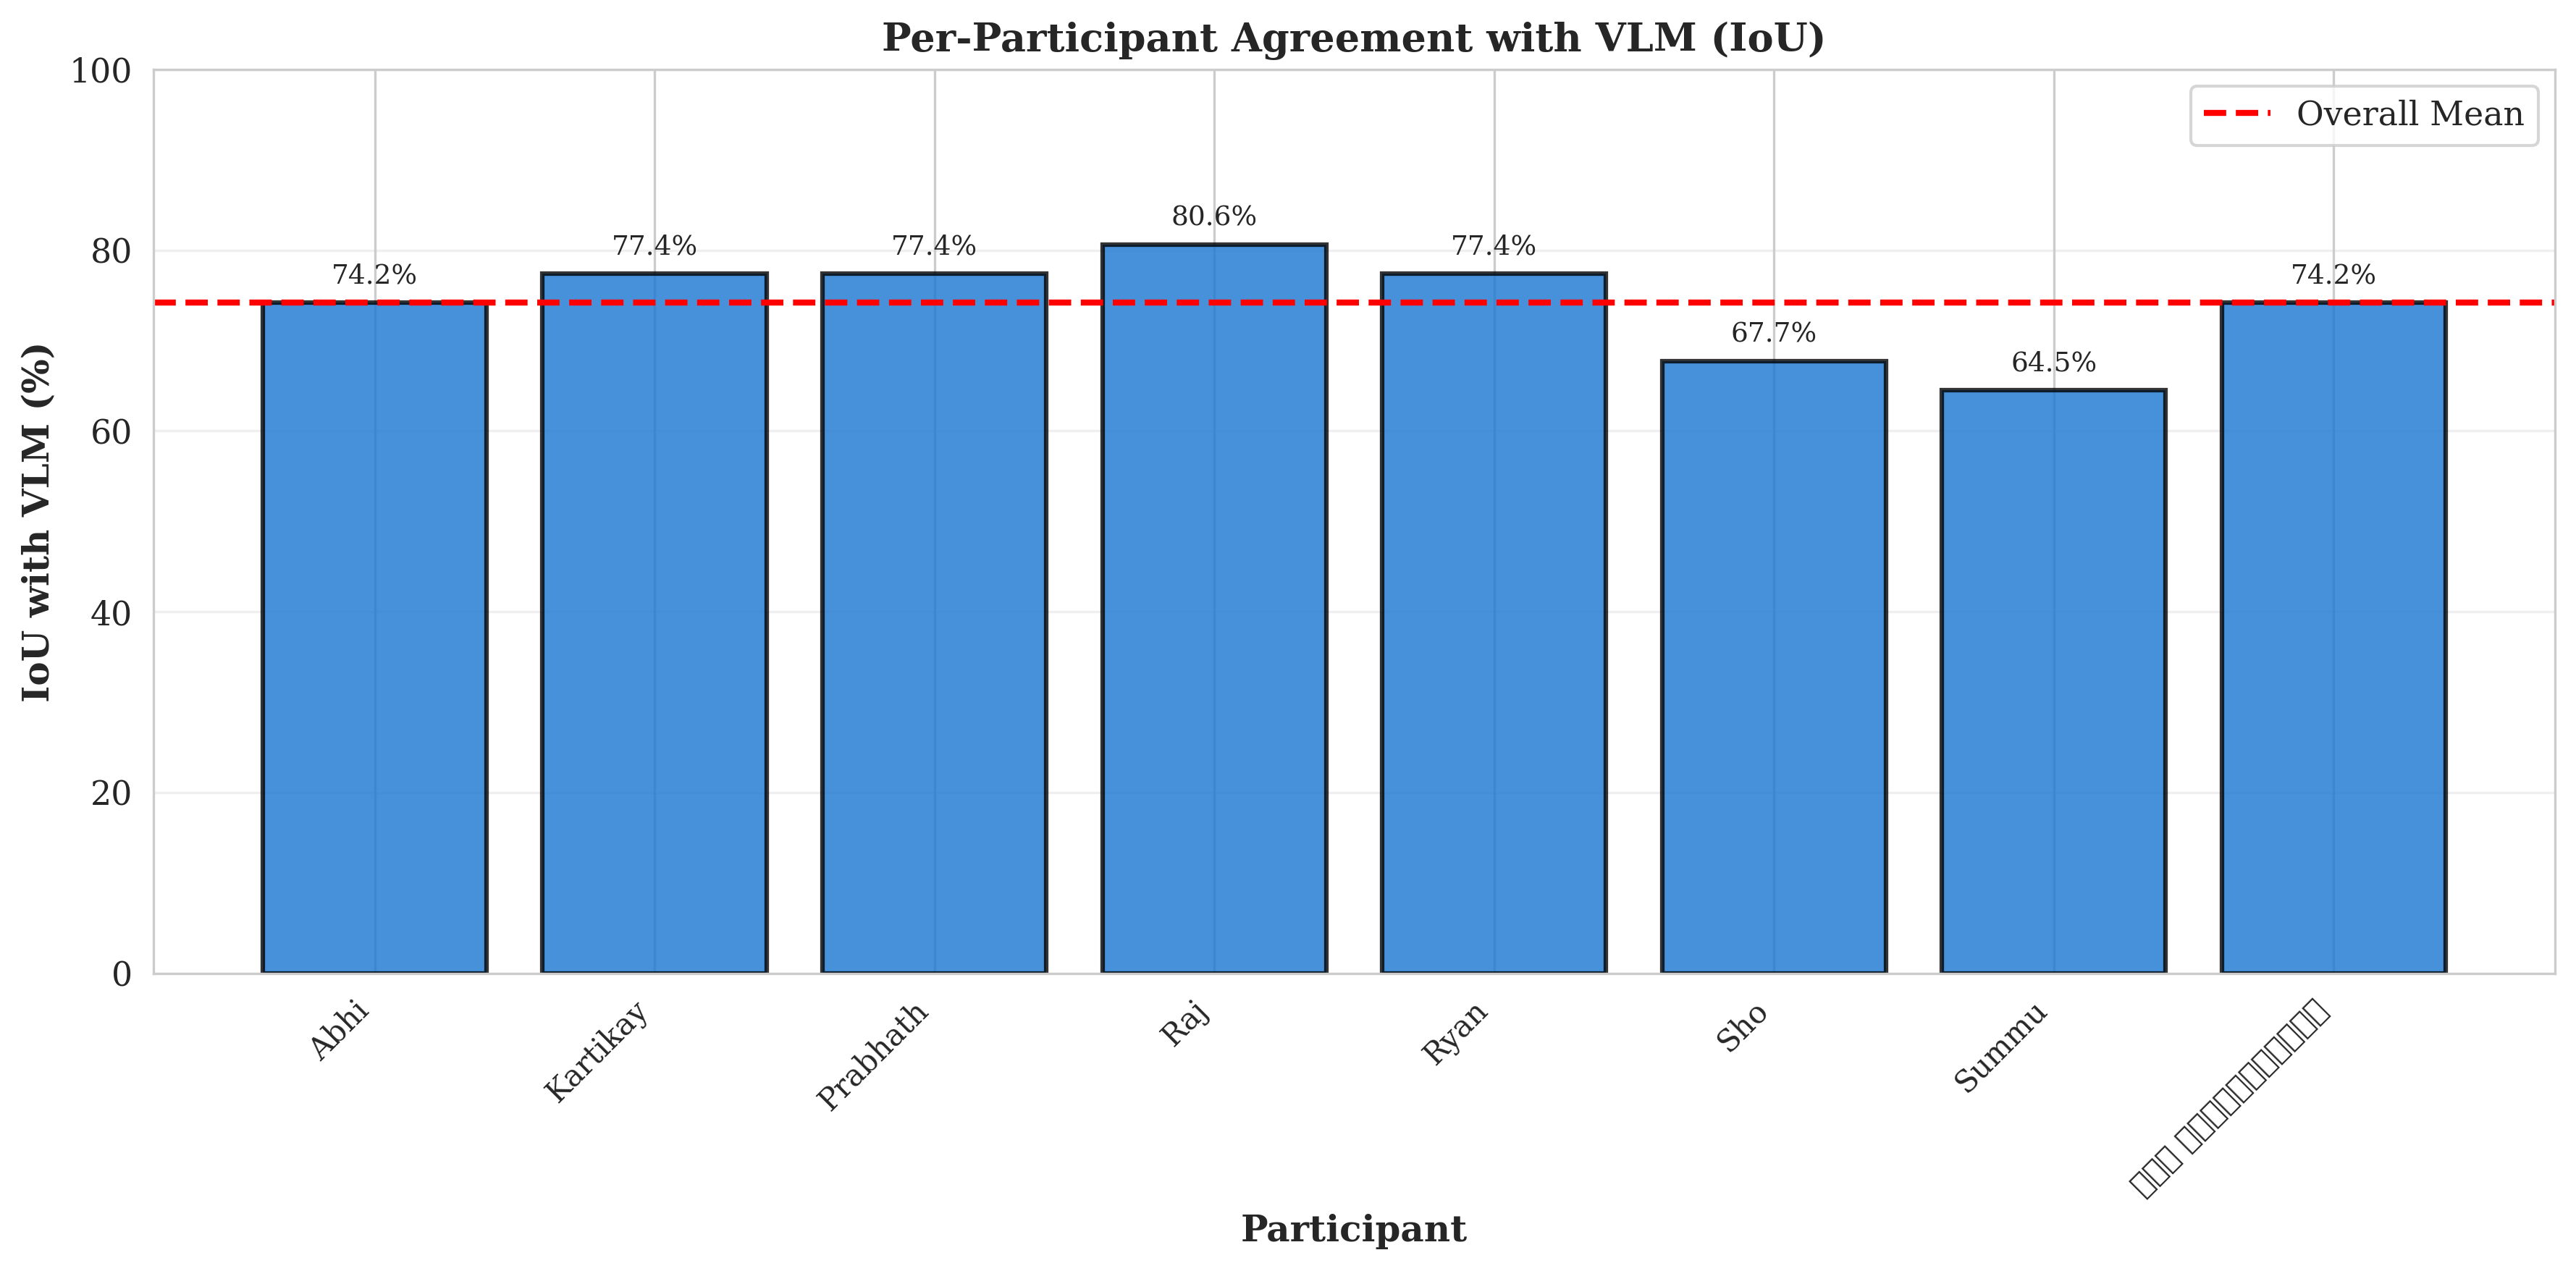 Per-Participant Agreement with VLM (IoU)
Overall Mean
IoU with VLM (%)
100
80
60
40
20
0
74.2%
77.4%
77.4%
80.6%
77.4%
67.7%
64.5%
74.2%
Abhi
Kartikay
Prabhath
Raj
Ryan
Sho
Summu
Participant